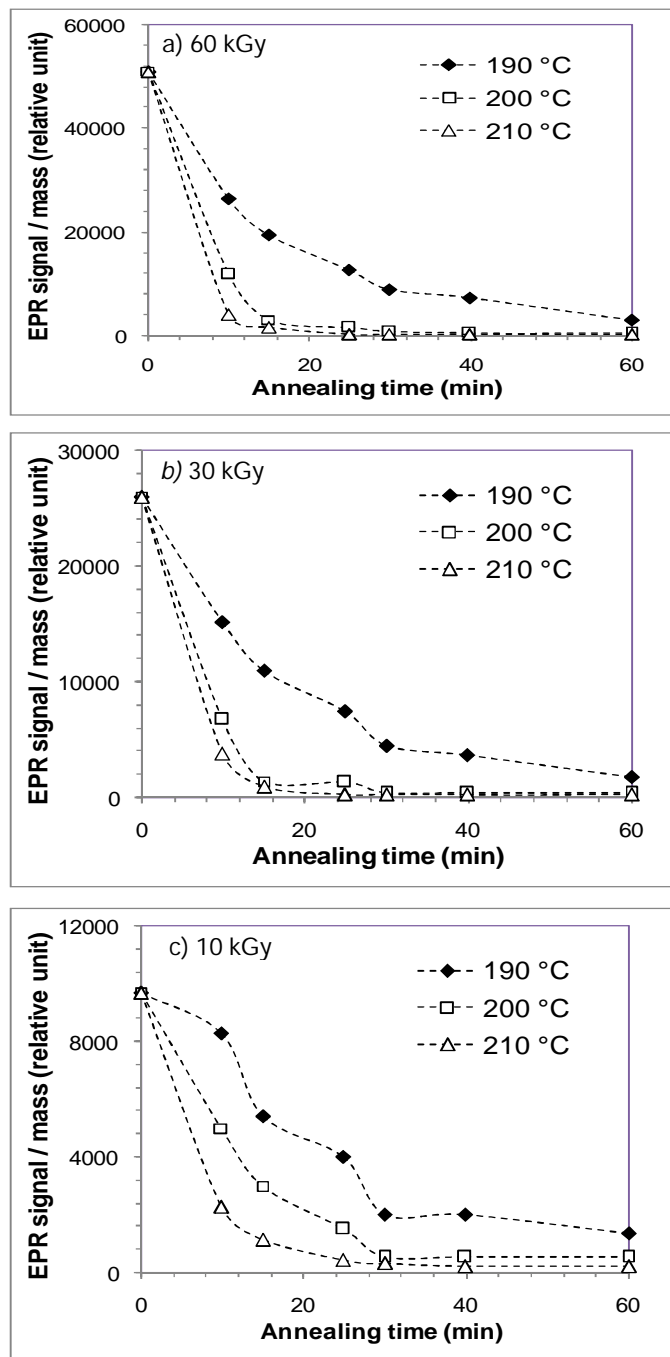 60000
40000
20000
0
EPR signal / mass (relative unit)
a) 60 kGy
190 °C
200 °C
210 °C
0
20
40
60
Annealing time (min)
30000
20000
10000
0
EPR signal / mass (relative unit)
b) 30 kGy
190 °C
200 °C
210 °C
0
20
40
60
Annealing time (min)
12000
8000
4000
0
EPR signal / mass (relative unit)
c) 10 kGy
190 °C
200 °C
210 °C
0
20
40
60
Annealing time (min)